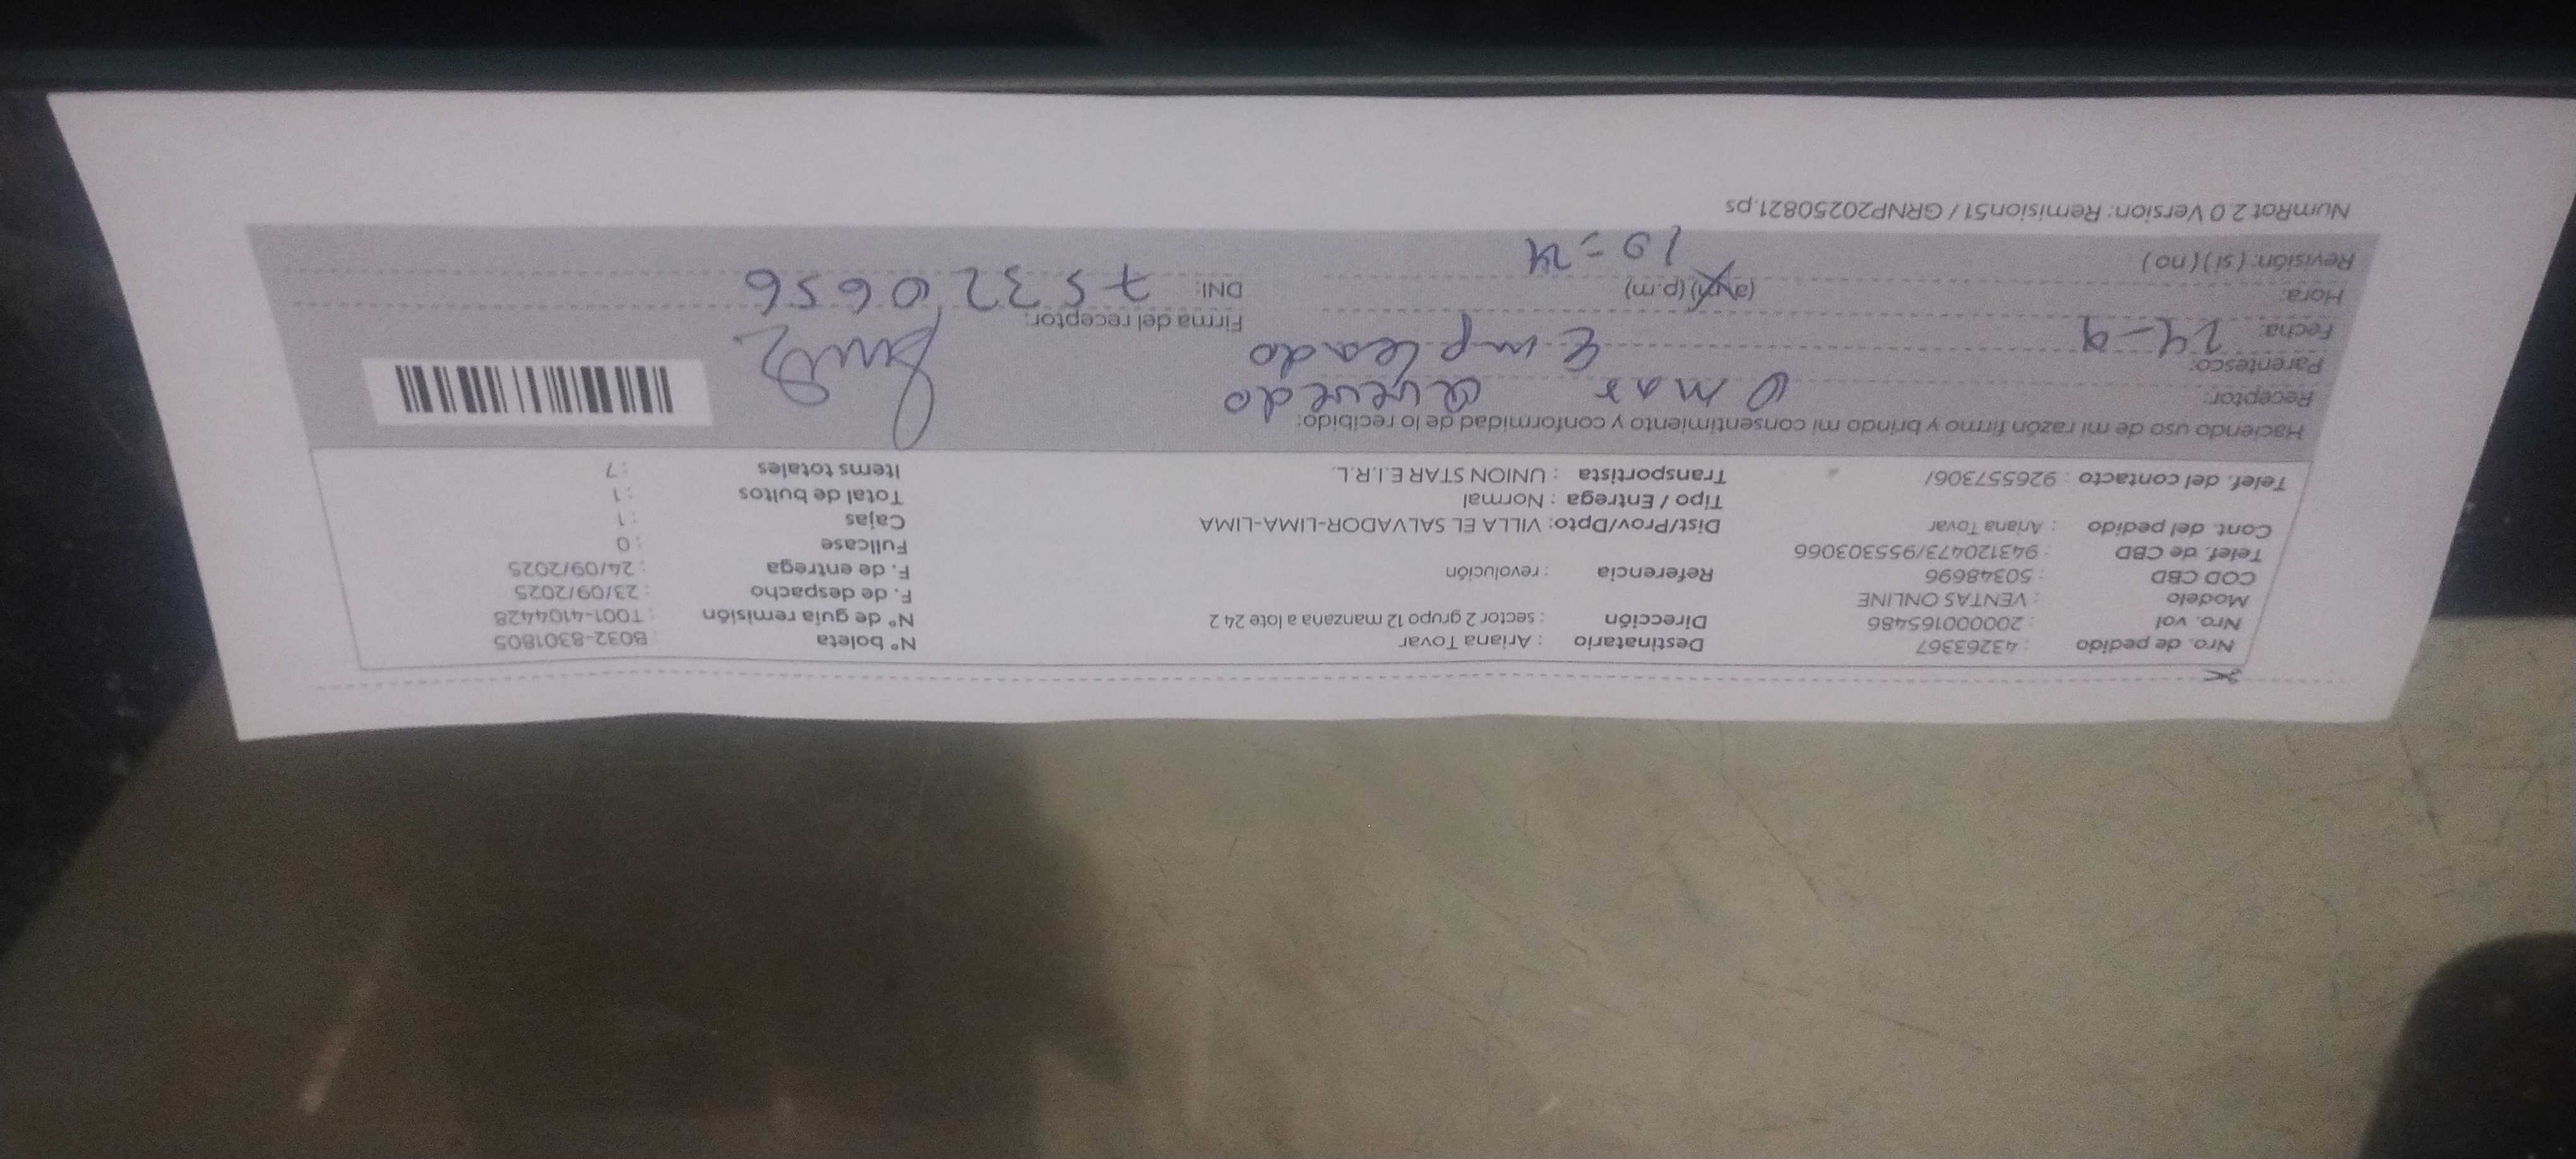 Nro. de pedido : 43263367 Destinatario : Ariana Tovar N° boleta : B032-8301805
Nro. val : 20000165486 Dirección : sector 2 grupo 12 manzana a lote 24 2 N° de guía remisión : T001-41104428
Modelo : VENTAS ONLINE F. de despacho : 23/09/2025
COD CBD : 50348696 Referencia : revolución F. de entrega : 24/09/2025
Telef. de CBD : 943120473/955303066 Fullcase : 0
Cont. del pedido : Ariana Tovar Dist/Prov/Dpto: VILLA EL SALVADOR-LIMA-LIMA Cajas : 1
Tipo / Entrega : Normal Total de bultos : 1
Telef. del contacto : 926557306/ Transportista : UNION STAR E.I.R.L. Items totales : 7
Haciendo uso de mi razón firmo y brindo mi consentimiento y conformidad de lo recibido:
Receptor: Omar Quevedo
Parentesco: Empleado
Fecha: 24-9 Firma del receptor:
Hora: (a.m) (p.m) DNI: 75320656
Revisión: (si) (no) 10=24
NumRot 2.0 Version: Remision51 / GRNP20250821.ps